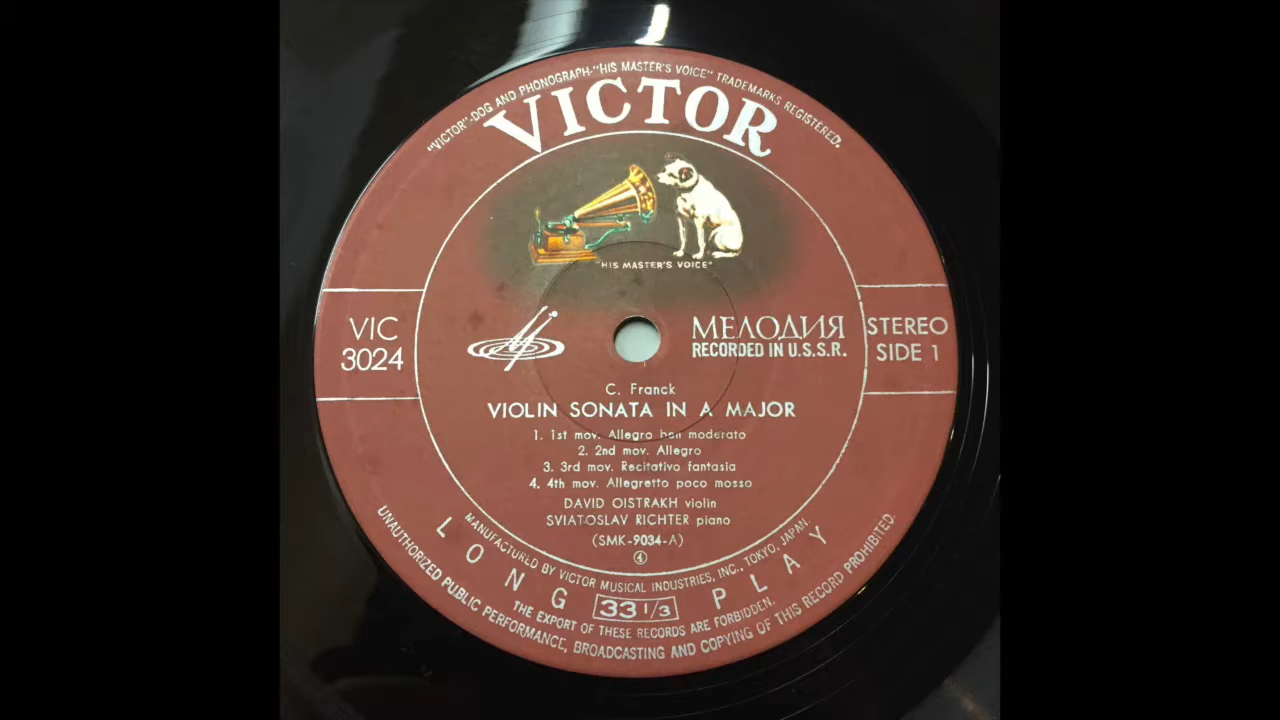 "VICTOR"-DOG AND PHONOGRAPH-"HIS MASTER'S VOICE" TRADEMARKS REGISTERED.
VICTOR
"HIS MASTER'S VOICE"
VIC
3024
МЕЛОДИЯ
RECORDED IN U.S.S.R.
STEREO
SIDE 1
C. Franck
VIOLIN SONATA IN A MAJOR
1. 1st mov. Allegro ben moderato
2. 2nd mov. Allegro
3. 3rd mov. Recitativo fantasia
4. 4th mov. Allegretto poco mosso
DAVID OISTRAKH violin
SVIATOSLAV RICHTER piano
(SMK-9034-A)
④
MANUFACTURED BY VICTOR MUSICAL INDUSTRIES, INC., TOKYO, JAPAN.
LONG 33 1/3 PLAY
THE EXPORT OF THESE RECORDS ARE FORBIDDEN.
UNAUTHORIZED PUBLIC PERFORMANCE, BROADCASTING AND COPYING OF THIS RECORD PROHIBITED.